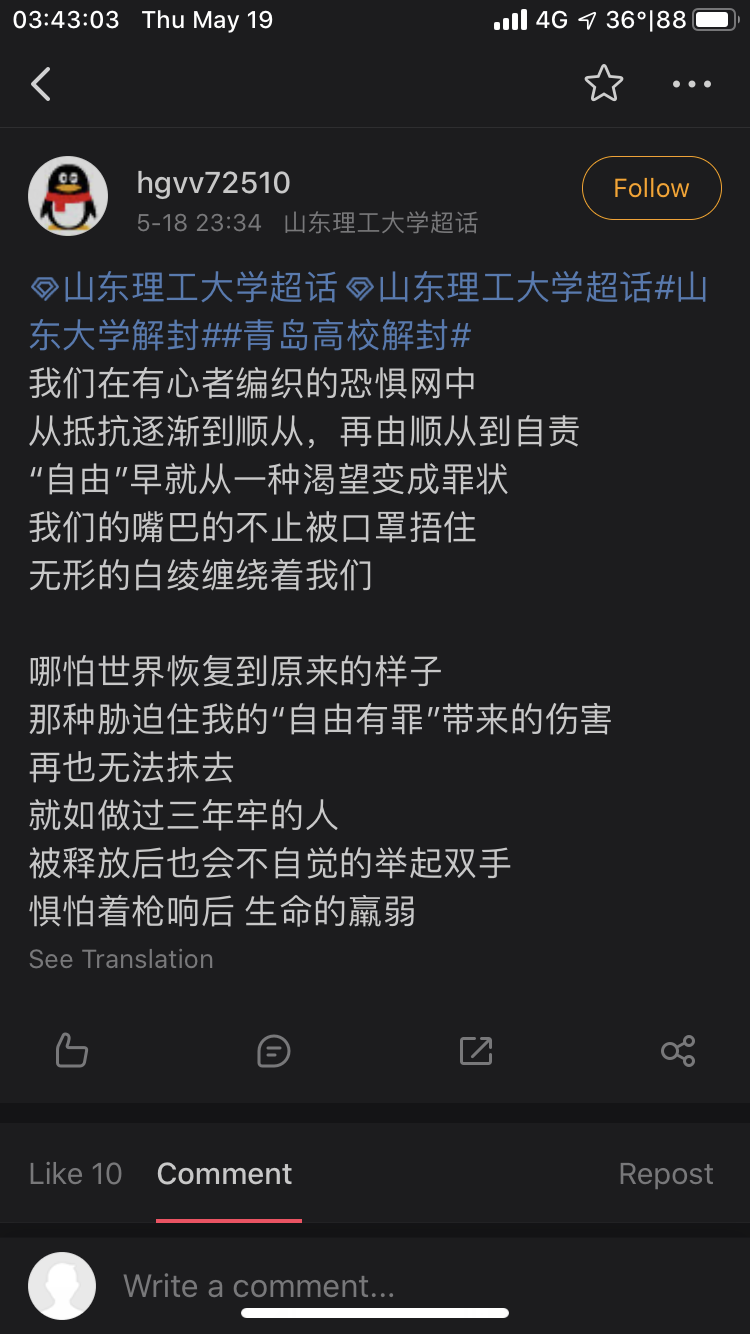 03:43:03 Thu May 19 4G 36°|88
hgvv72510
Follow
5-18 23:34 山东理工大学超话
山东理工大学超话山东理工大学超话#山
东大学解封##青岛高校解封#
我们在有心者编织的恐惧网中
从抵抗逐渐到顺从，再由顺从到自责
“自由”早就从一种渴望变成罪状
我们的嘴巴的不止被口罩捂住
无形的白绫缠绕着我们
哪怕世界恢复到原来的样子
那种胁迫住我的“自由有罪”带来的伤害
再也无法抹去
就如做过三年牢的人
被释放后也会不自觉的举起双手
惧怕着枪响后 生命的羸弱
See Translation
Like 10 Comment Repost
Write a comment...